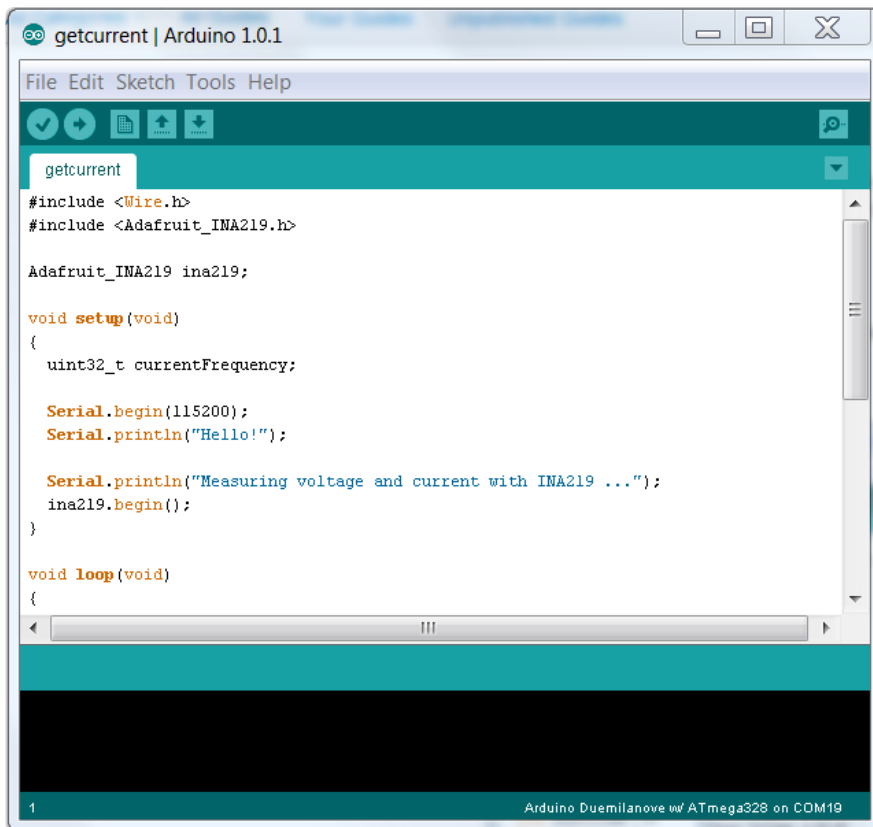 getcurrent | Arduino 1.0.1
File Edit Sketch Tools Help
getcurrent
#include <Wire.h>
#include <Adafruit_INA219.h>
Adafruit_INA219 ina219;
void setup(void)
{
uint32_t currentFrequency;
Serial.begin(115200);
Serial.println("Hello!");
Serial.println("Measuring voltage and current with INA219 ...");
ina219.begin();
}
void loop(void)
{
1
Arduino Duemilanove w/ ATmega328 on COM19